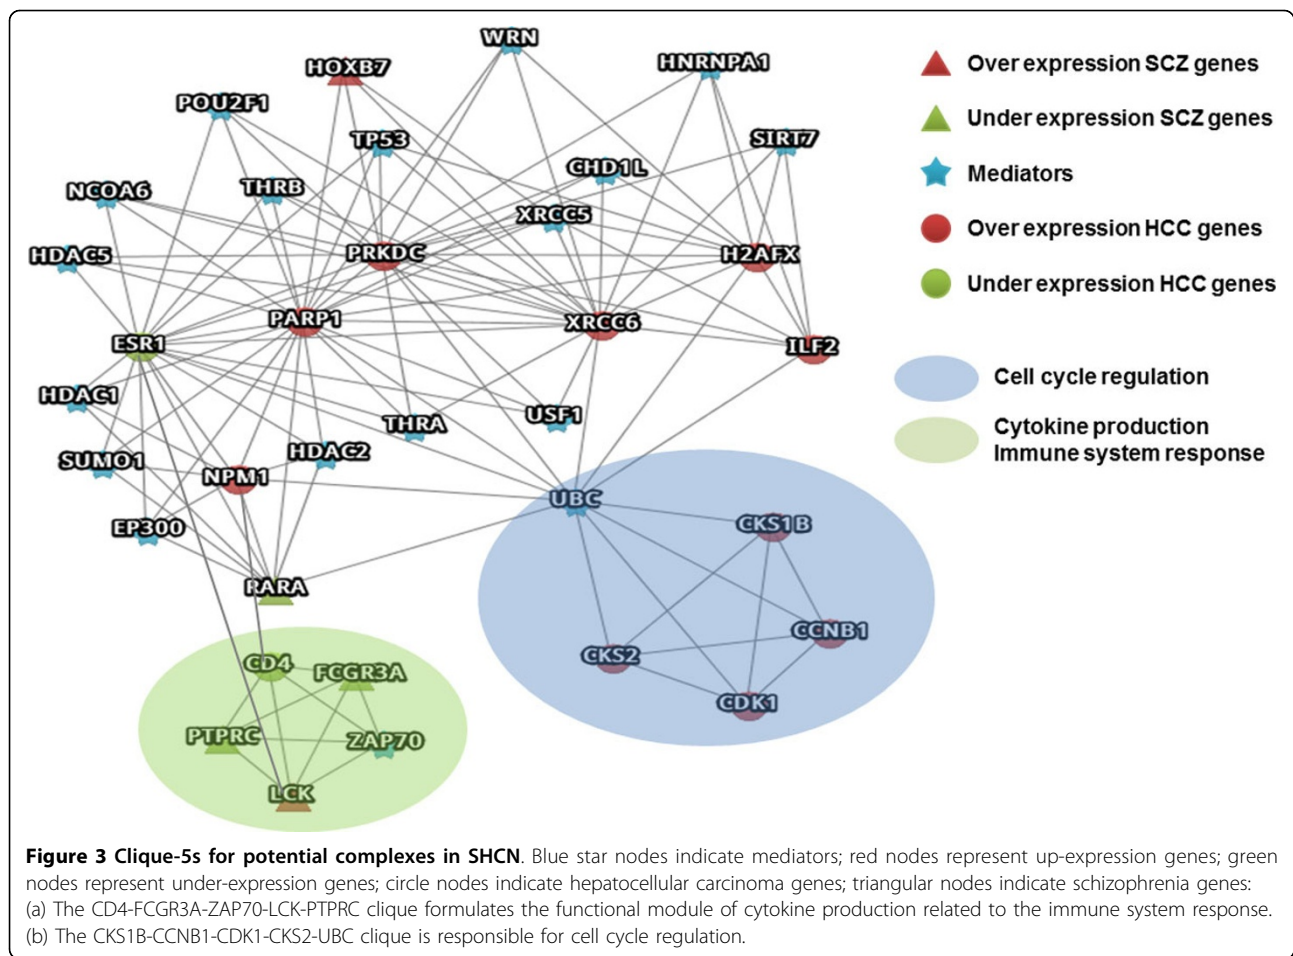 WRN
HNRNPA1
HOXB7
POU2F1
TP53
SIRT7
CHD1L
NCOA6
THRB
XRCC5
HDAC5
PRKDC
H2AFX
PARP1
XRCC6
ESR1
ILF2
HDAC1
THRA
USF1
SUMO1
HDAC2
NPM1
EP300
UBC
CKS1B
RARA
CCNB1
CKS2
CDK1
CD4
FCGR3A
PTPRC
ZAP70
LCK
Over expression SCZ genes
Under expression SCZ genes
Mediators
Over expression HCC genes
Under expression HCC genes
Cell cycle regulation
Cytokine production
Immune system response
Figure 3 Clique-5s for potential complexes in SHCN. Blue star nodes indicate mediators; red nodes represent up-expression genes; green
nodes represent under-expression genes; circle nodes indicate hepatocellular carcinoma genes; triangular nodes indicate schizophrenia genes:
(a) The CD4-FCGR3A-ZAP70-LCK-PTPRC clique formulates the functional module of cytokine production related to the immune system response.
(b) The CKS1B-CCNB1-CDK1-CKS2-UBC clique is responsible for cell cycle regulation.